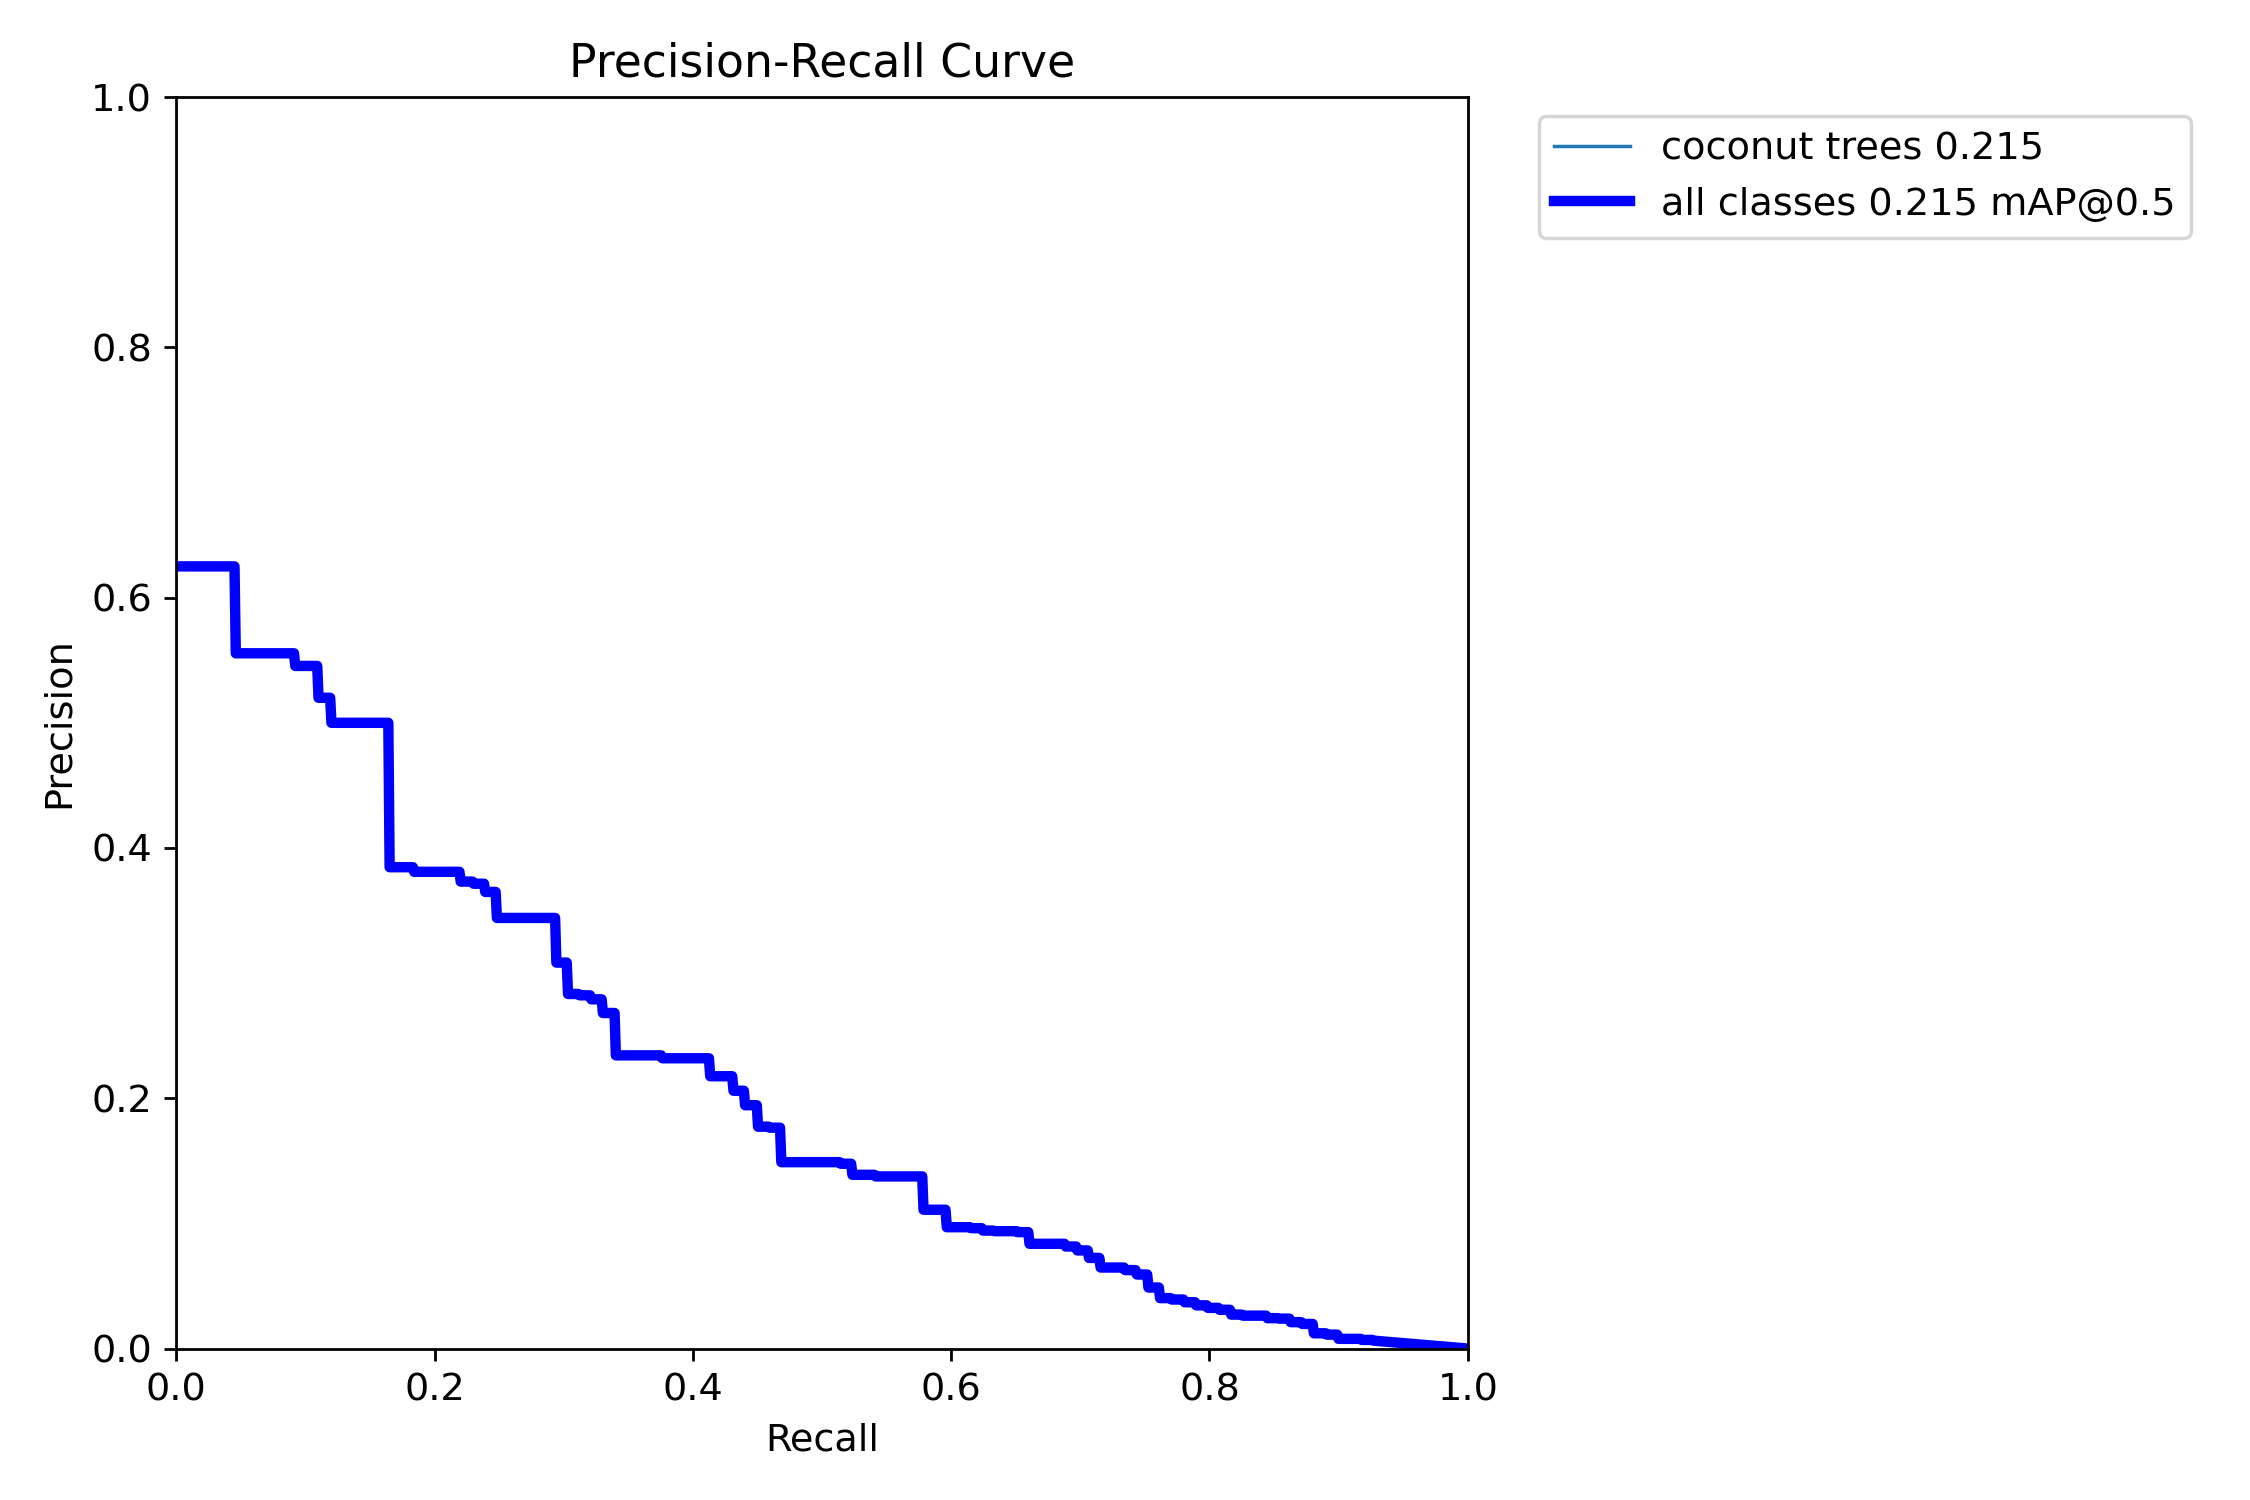 Precision-Recall Curve
1.0
0.8
0.6
0.4
0.2
0.0
Precision
0.0 0.2 0.4 0.6 0.8 1.0
Recall
coconut trees 0.215
all classes 0.215 mAP@0.5